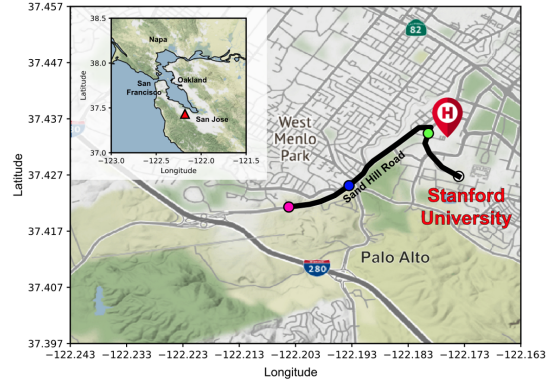 37.457
37.447
37.437
37.427
37.417
37.407
37.397
Latitude
−122.243
−122.233
−122.223
−122.213
−122.203
−122.193
−122.183
−122.173
−122.163
Longitude
38.5
38.0
37.5
37.0
Latitude
−123.0
−122.5
−122.0
−121.5
Longitude
Napa
Oakland
San
Francisco
San Jose
82
H
West
Menlo
Park
Sand Hill Road
Stanford
University
Palo Alto
280